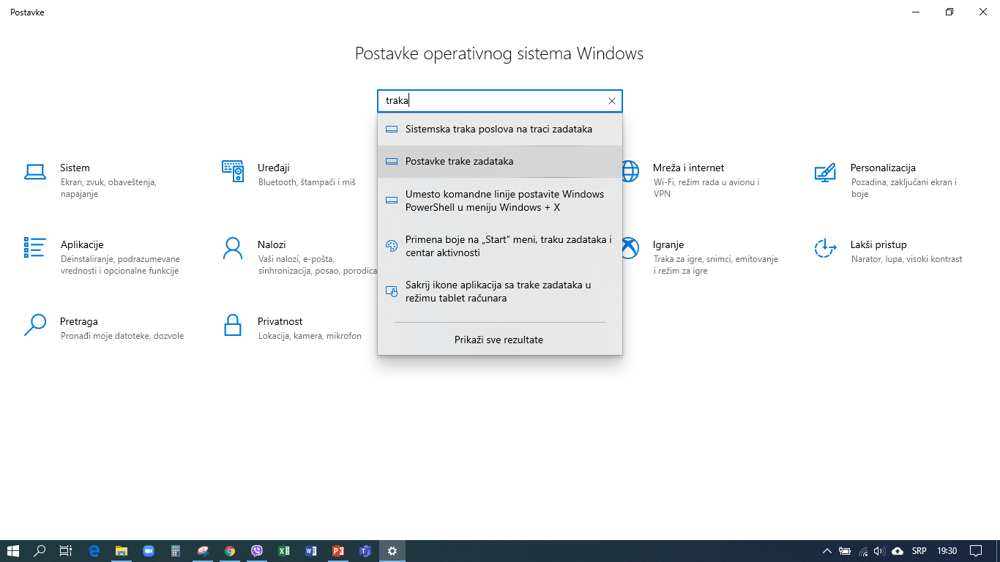 Postavke
Postavke operativnog sistema Windows
traka
Sistemska traka poslova na traci zadataka
Postavke trake zadataka
Umesto komandne linije postavite Windows
PowerShell u meniju Windows + X
Primena boje na „Start“ meni, traku zadataka i
centar aktivnosti
Sakrij ikone aplikacija sa trake zadataka u
režimu tablet računara
Prikaži sve rezultate
Sistem
Ekran, zvuk, obaveštenja,
napajanje
Uređaji
Bluetooth, štampači i miš
Mreža i internet
Wi-Fi, režim rada u avionu i
VPN
Personalizacija
Pozadina, zaključani ekran i
boje
Aplikacije
Deinstaliranje, podrazumevane
vrednosti i opcionalne funkcije
Nalozi
Vaši nalozi, e-pošta,
sinhronizacija, posao, porodica
Igranje
Traka za igre, snimci, emitovanje
i režim za igre
Lakši pristup
Narator, lupa, visoki kontrast
Pretraga
Pronađi moje datoteke, dozvole
Privatnost
Lokacija, kamera, mikrofon
SRP
19:30